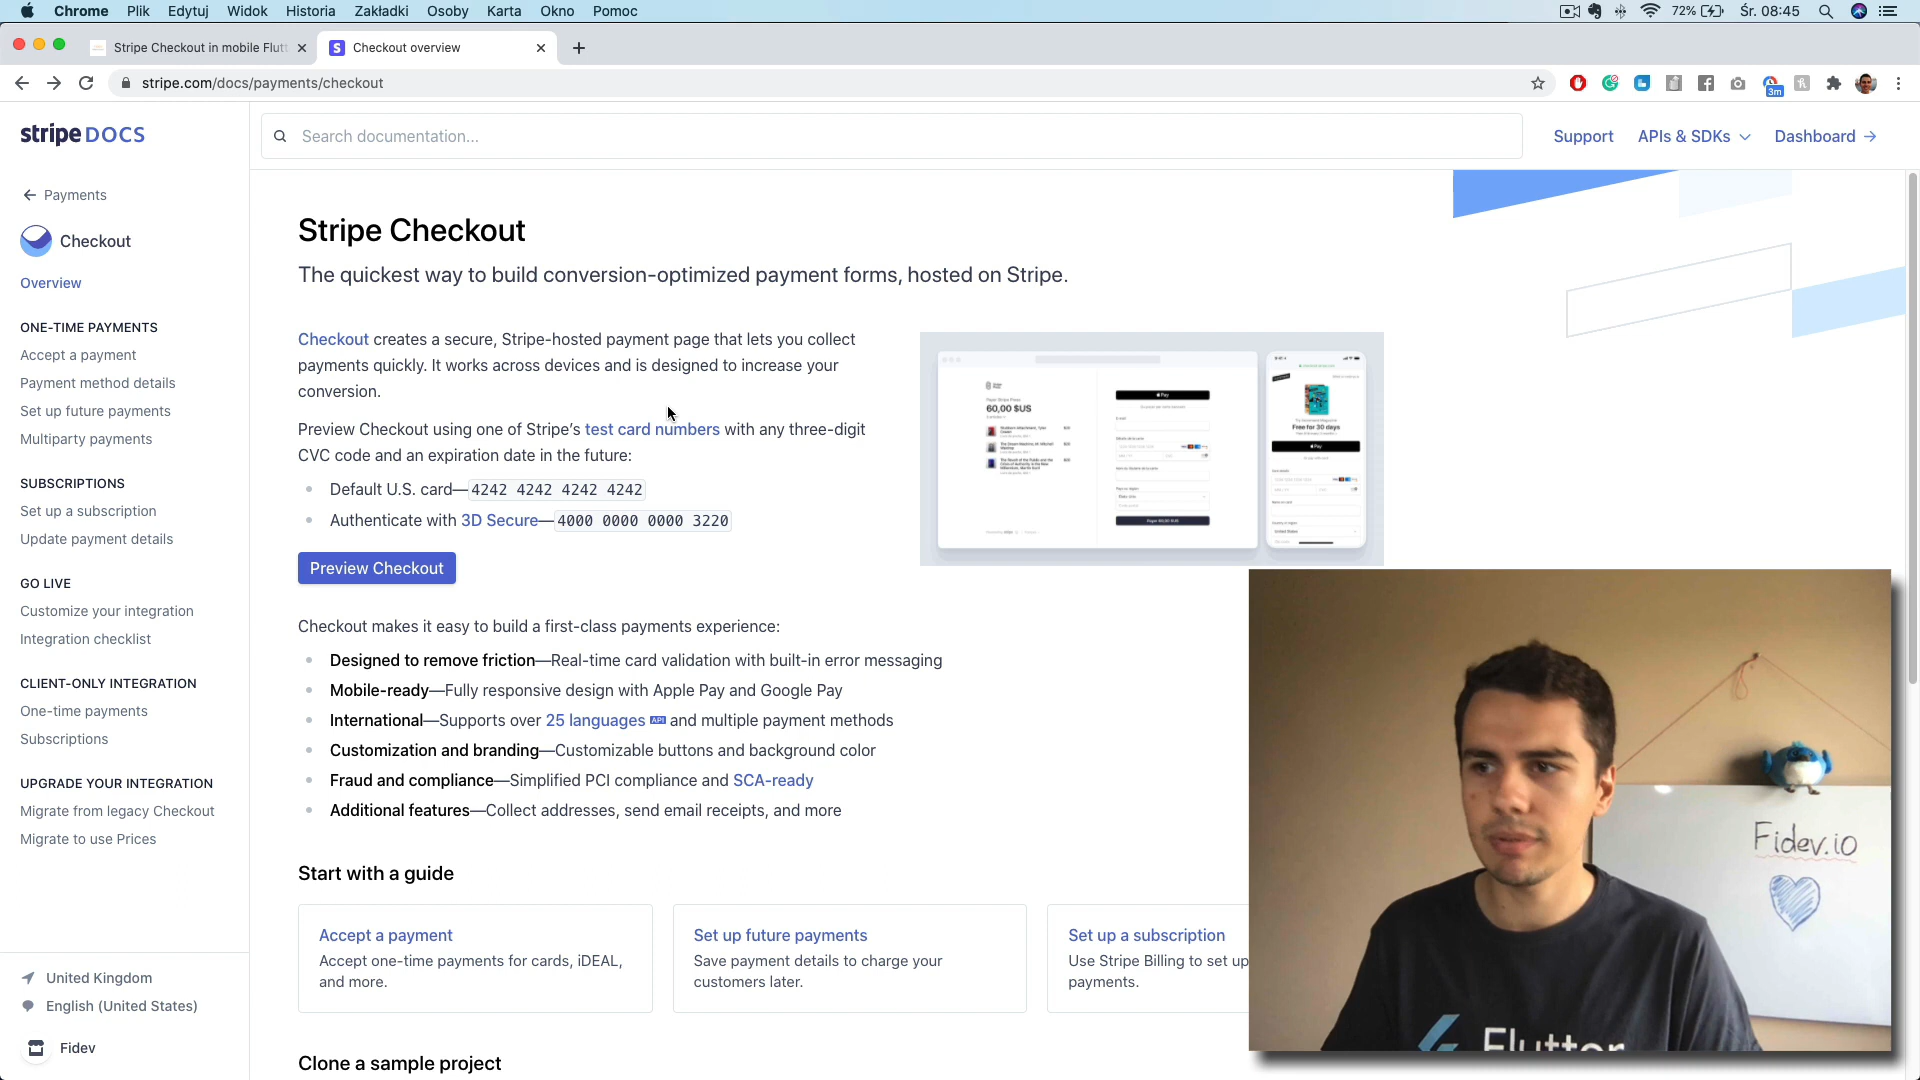 Chrome Plik Edytuj Widok Historia Zakładki Osoby Karta Okno Pomoc 72% Śr. 08:45
Stripe Checkout in mobile Flutt
Checkout overview
stripe.com/docs/payments/checkout
3m
stripe DOCS
Search documentation...
Support APIs & SDKs Dashboard →
← Payments
Checkout
Overview
ONE-TIME PAYMENTS
Accept a payment
Payment method details
Set up future payments
Multiparty payments
SUBSCRIPTIONS
Set up a subscription
Update payment details
GO LIVE
Customize your integration
Integration checklist
CLIENT-ONLY INTEGRATION
One-time payments
Subscriptions
UPGRADE YOUR INTEGRATION
Migrate from legacy Checkout
Migrate to use Prices
United Kingdom
English (United States)
Fidev
Stripe Checkout
The quickest way to build conversion-optimized payment forms, hosted on Stripe.
Checkout creates a secure, Stripe-hosted payment page that lets you collect
payments quickly. It works across devices and is designed to increase your
conversion.
Preview Checkout using one of Stripe’s test card numbers with any three-digit
CVC code and an expiration date in the future:
Default U.S. card—4242 4242 4242 4242
Authenticate with 3D Secure—4000 0000 0000 3220
Preview Checkout
60,00 $US
Pay
Free for 30 days
Pay
Checkout makes it easy to build a first-class payments experience:
Designed to remove friction—Real-time card validation with built-in error messaging
Mobile-ready—Fully responsive design with Apple Pay and Google Pay
International—Supports over 25 languages API and multiple payment methods
Customization and branding—Customizable buttons and background color
Fraud and compliance—Simplified PCI compliance and SCA-ready
Additional features—Collect addresses, send email receipts, and more
Start with a guide
Accept a payment
Accept one-time payments for cards, iDEAL,
and more.
Set up future payments
Save payment details to charge your
customers later.
Set up a subscription
Use Stripe Billing to set up
payments.
Clone a sample project
Fidev.io
Flutter